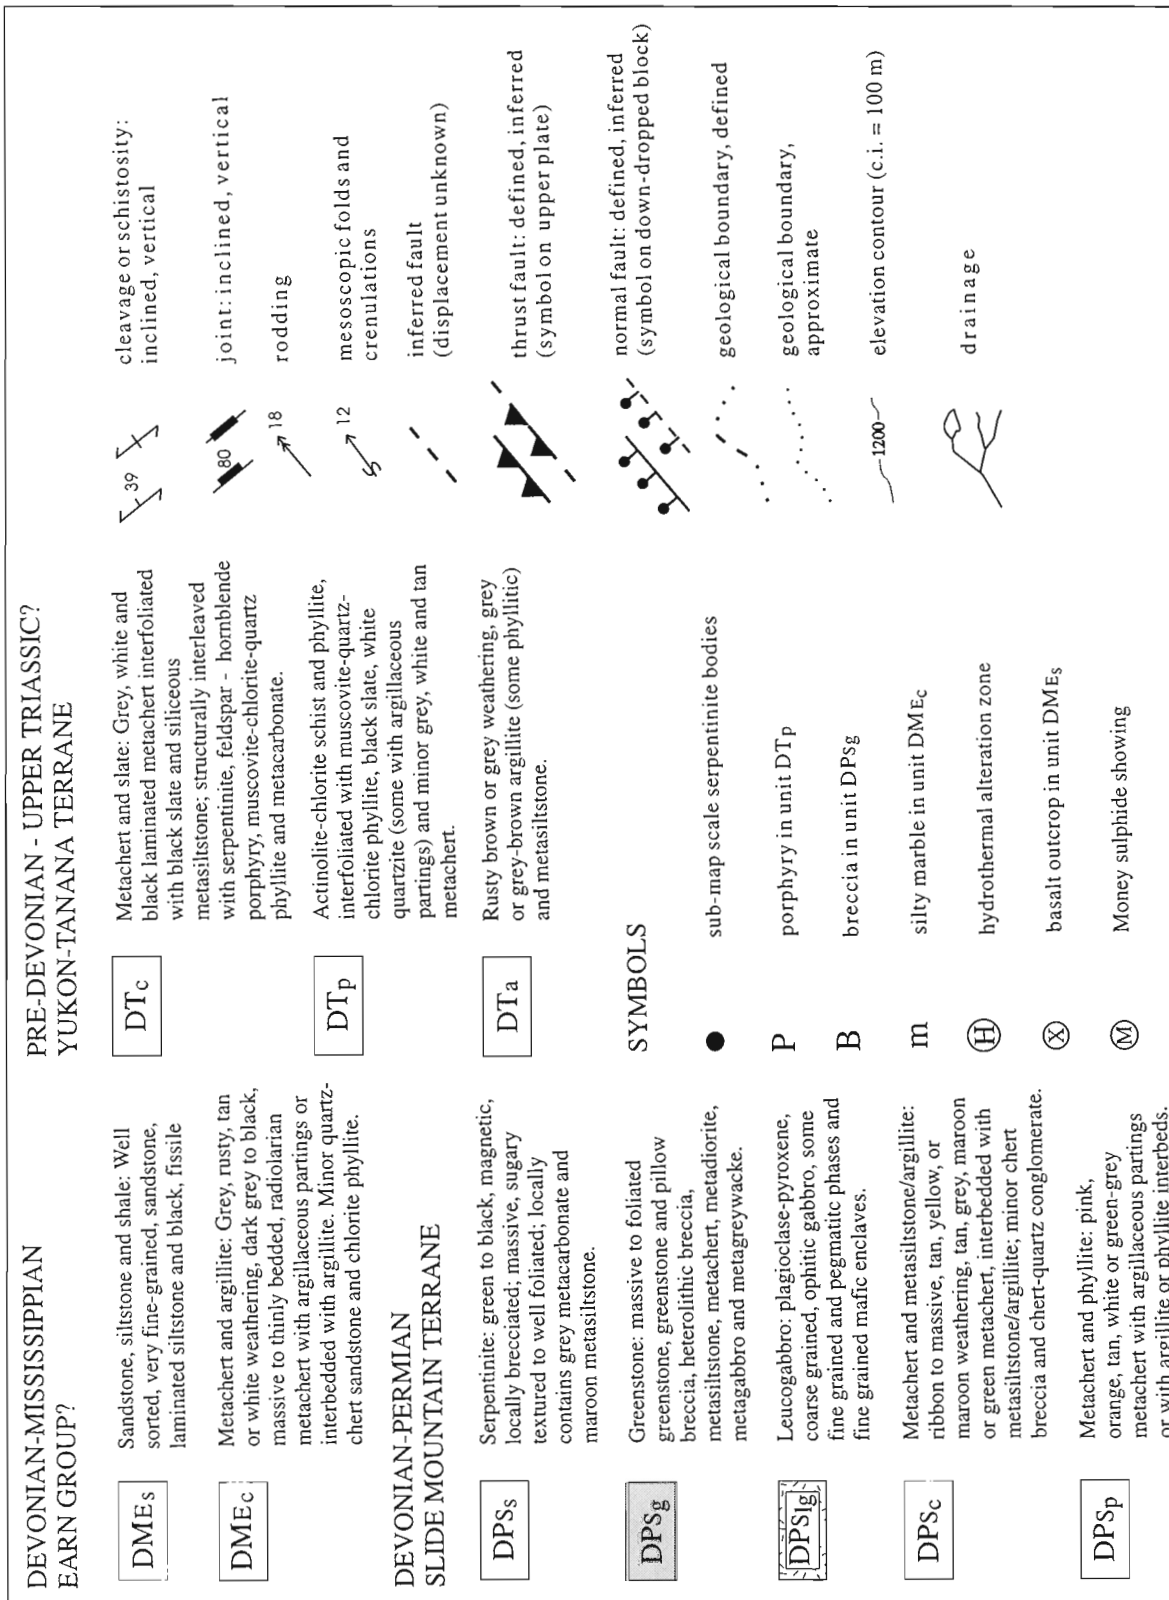 DEVONIAN-MISSISSIPPIAN
EARN GROUP?
DMEs
Sandstone, siltstone and shale: Well
sorted, very fine-grained, sandstone,
laminated siltstone and black, fissile
DMEc
Metachert and argillite: Grey, rusty, tan
or white weathering, dark grey to black,
massive to thinly bedded, radiolarian
metachert with argillaceous partings or
interbedded with argillite. Minor quartz-
chert sandstone and chlorite phyllite.
DEVONIAN-PERMIAN
SLIDE MOUNTAIN TERRANE
DPSs
Serpentinite: green to black, magnetic,
locally brecciated; massive, sugary
textured to well foliated; locally
contains grey metacarbonate and
maroon metasiltstone.
DPSg
Greenstone: massive to foliated
greenstone, greenstone and pillow
breccia, heterolithic breccia,
metasiltstone, metachert, metadiorite,
metagabbro and metagreywacke.
DPSlg
Leucogabbro: plagioclase-pyroxene,
coarse grained, ophitic gabbro, some
fine grained and pegmatic phases and
fine grained mafic enclaves.
DPSc
Metachert and metasiltstone/argillite:
ribbon to massive, tan, yellow, or
maroon weathering, tan, grey, maroon
or green metachert, interbedded with
metasiltstone/argillite; minor chert
breccia and chert-quartz conglomerate.
DPSp
Metachert and phyllite: pink,
orange, tan, white or green-grey
metachert with argillaceous partings
or with argillite or phyllite interbeds.
PRE-DEVONIAN - UPPER TRIASSIC?
YUKON-TANANA TERRANE
DTc
Metachert and slate: Grey, white and
black laminated metachert interfoliated
with black slate and siliceous
metasiltstone; structurally interleaved
with serpentinite, feldspar - hornblende
porphyry, muscovite-chlorite-quartz
phyllite and metacarbonate.
DTp
Actinolite-chlorite schist and phyllite,
interfoliated with muscovite-quartz-
chlorite phyllite, black slate, white
quartzite (some with argillaceous
partings) and minor grey, white and tan
metachert.
DTa
Rusty brown or grey weathering, grey
or grey-brown argillite (some phyllitic)
and metasiltstone.
SYMBOLS
sub-map scale serpentinite bodies
P porphyry in unit DTp
B breccia in unit DPSg
m silty marble in unit DMEc
H hydrothermal alteration zone
X basalt outcrop in unit DMEs
M Money sulphide showing
39 cleavage or schistosity:
inclined, vertical
80 joint: inclined, vertical
18 rodding
12 mesoscopic folds and
crenulations
inferred fault
(displacement unknown)
thrust fault: defined, inferred
(symbol on upper plate)
normal fault: defined, inferred
(symbol on down-dropped block)
geological boundary, defined
geological boundary,
approximate
1200 elevation contour (c.i. = 100 m)
drainage